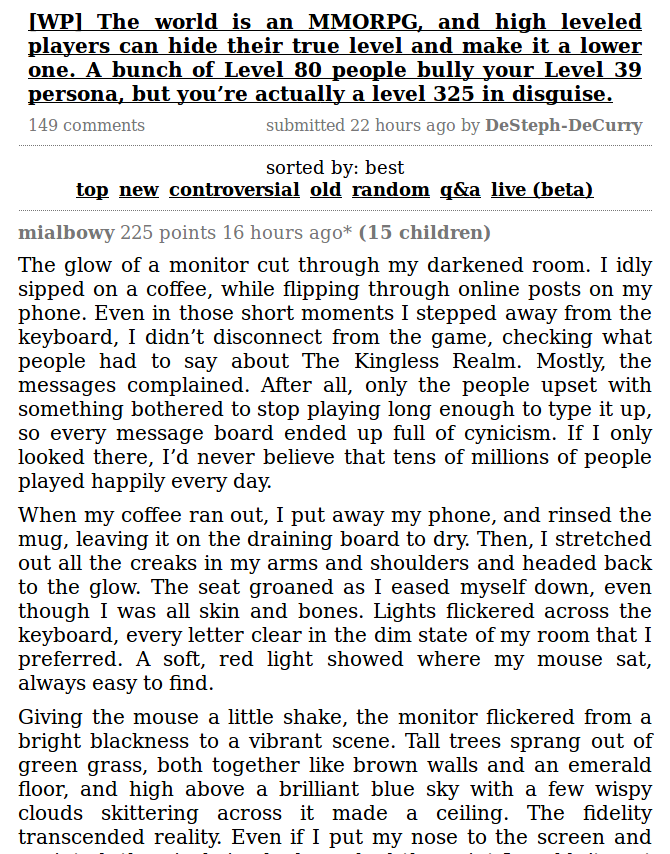 [WP] The world is an MMORPG, and high leveled
players can hide their true level and make it a lower
one. A bunch of Level 80 people bully your Level 39
persona, but you’re actually a level 325 in disguise.
149 comments submitted 22 hours ago by DeSteph-DeCurry
sorted by: best
top new controversial old random q&a live (beta)
mialbowy 225 points 16 hours ago* (15 children)
The glow of a monitor cut through my darkened room. I idly
sipped on a coffee, while flipping through online posts on my
phone. Even in those short moments I stepped away from the
keyboard, I didn’t disconnect from the game, checking what
people had to say about The Kingless Realm. Mostly, the
messages complained. After all, only the people upset with
something bothered to stop playing long enough to type it up,
so every message board ended up full of cynicism. If I only
looked there, I’d never believe that tens of millions of people
played happily every day.
When my coffee ran out, I put away my phone, and rinsed the
mug, leaving it on the draining board to dry. Then, I stretched
out all the creaks in my arms and shoulders and headed back
to the glow. The seat groaned as I eased myself down, even
though I was all skin and bones. Lights flickered across the
keyboard, every letter clear in the dim state of my room that I
preferred. A soft, red light showed where my mouse sat,
always easy to find.
Giving the mouse a little shake, the monitor flickered from a
bright blackness to a vibrant scene. Tall trees sprang out of
green grass, both together like brown walls and an emerald
floor, and high above a brilliant blue sky with a few wispy
clouds skittering across it made a ceiling. The fidelity
transcended reality. Even if I put my nose to the screen and